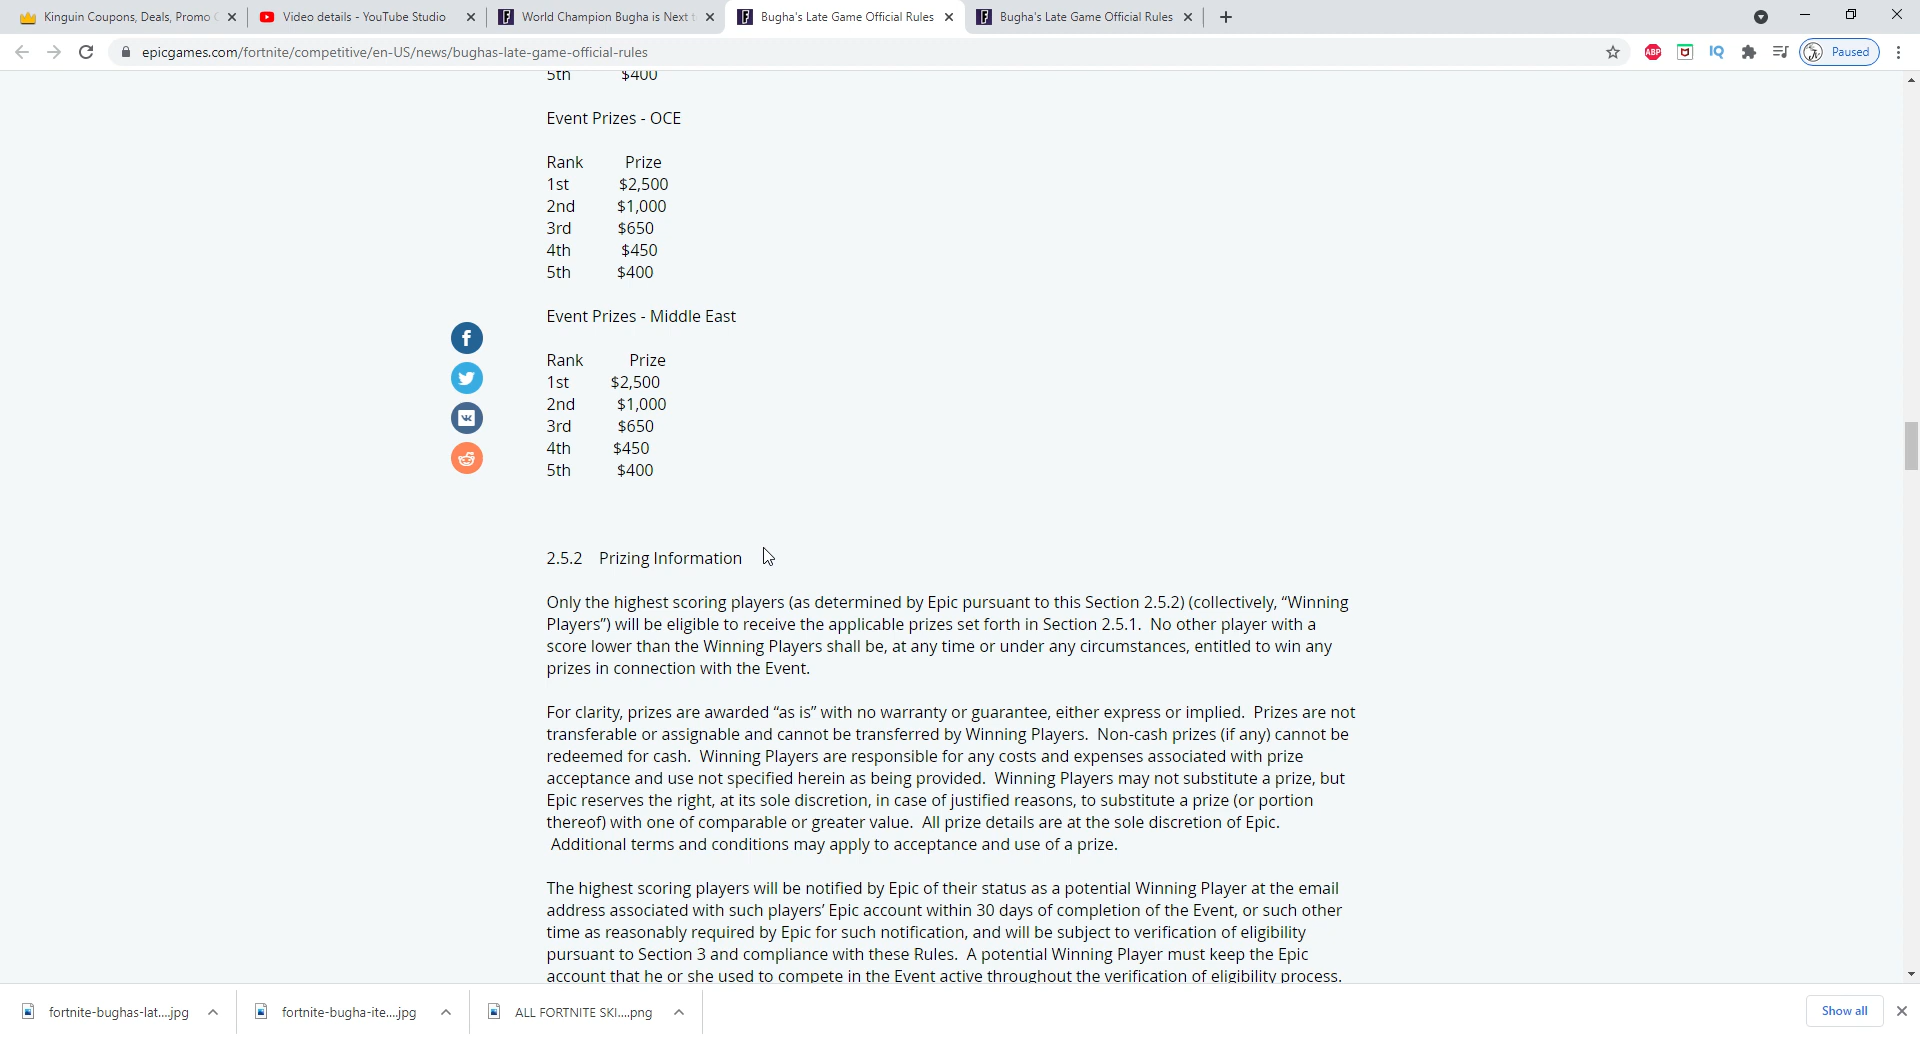 Kinguin Coupons, Deals, Promo C
Video details - YouTube Studio
World Champion Bugha is Next t
Bugha's Late Game Official Rules
Bugha's Late Game Official Rules
epicgames.com/fortnite/competitive/en-US/news/bughas-late-game-official-rules
ABP
IQ
Paused
5th $400
Event Prizes - OCE
Rank Prize
1st $2,500
2nd $1,000
3rd $650
4th $450
5th $400
Event Prizes - Middle East
Rank Prize
1st $2,500
2nd $1,000
3rd $650
4th $450
5th $400
2.5.2 Prizing Information
Only the highest scoring players (as determined by Epic pursuant to this Section 2.5.2) (collectively, “Winning
Players”) will be eligible to receive the applicable prizes set forth in Section 2.5.1. No other player with a
score lower than the Winning Players shall be, at any time or under any circumstances, entitled to win any
prizes in connection with the Event.
For clarity, prizes are awarded “as is” with no warranty or guarantee, either express or implied. Prizes are not
transferable or assignable and cannot be transferred by Winning Players. Non-cash prizes (if any) cannot be
redeemed for cash. Winning Players are responsible for any costs and expenses associated with prize
acceptance and use not specified herein as being provided. Winning Players may not substitute a prize, but
Epic reserves the right, at its sole discretion, in case of justified reasons, to substitute a prize (or portion
thereof) with one of comparable or greater value. All prize details are at the sole discretion of Epic.
Additional terms and conditions may apply to acceptance and use of a prize.
The highest scoring players will be notified by Epic of their status as a potential Winning Player at the email
address associated with such players’ Epic account within 30 days of completion of the Event, or such other
time as reasonably required by Epic for such notification, and will be subject to verification of eligibility
pursuant to Section 3 and compliance with these Rules. A potential Winning Player must keep the Epic
account that he or she used to compete in the Event active throughout the verification of eligibility process.
fortnite-bughas-lat....jpg
fortnite-bugha-ite....jpg
ALL FORTNITE SKI....png
Show all